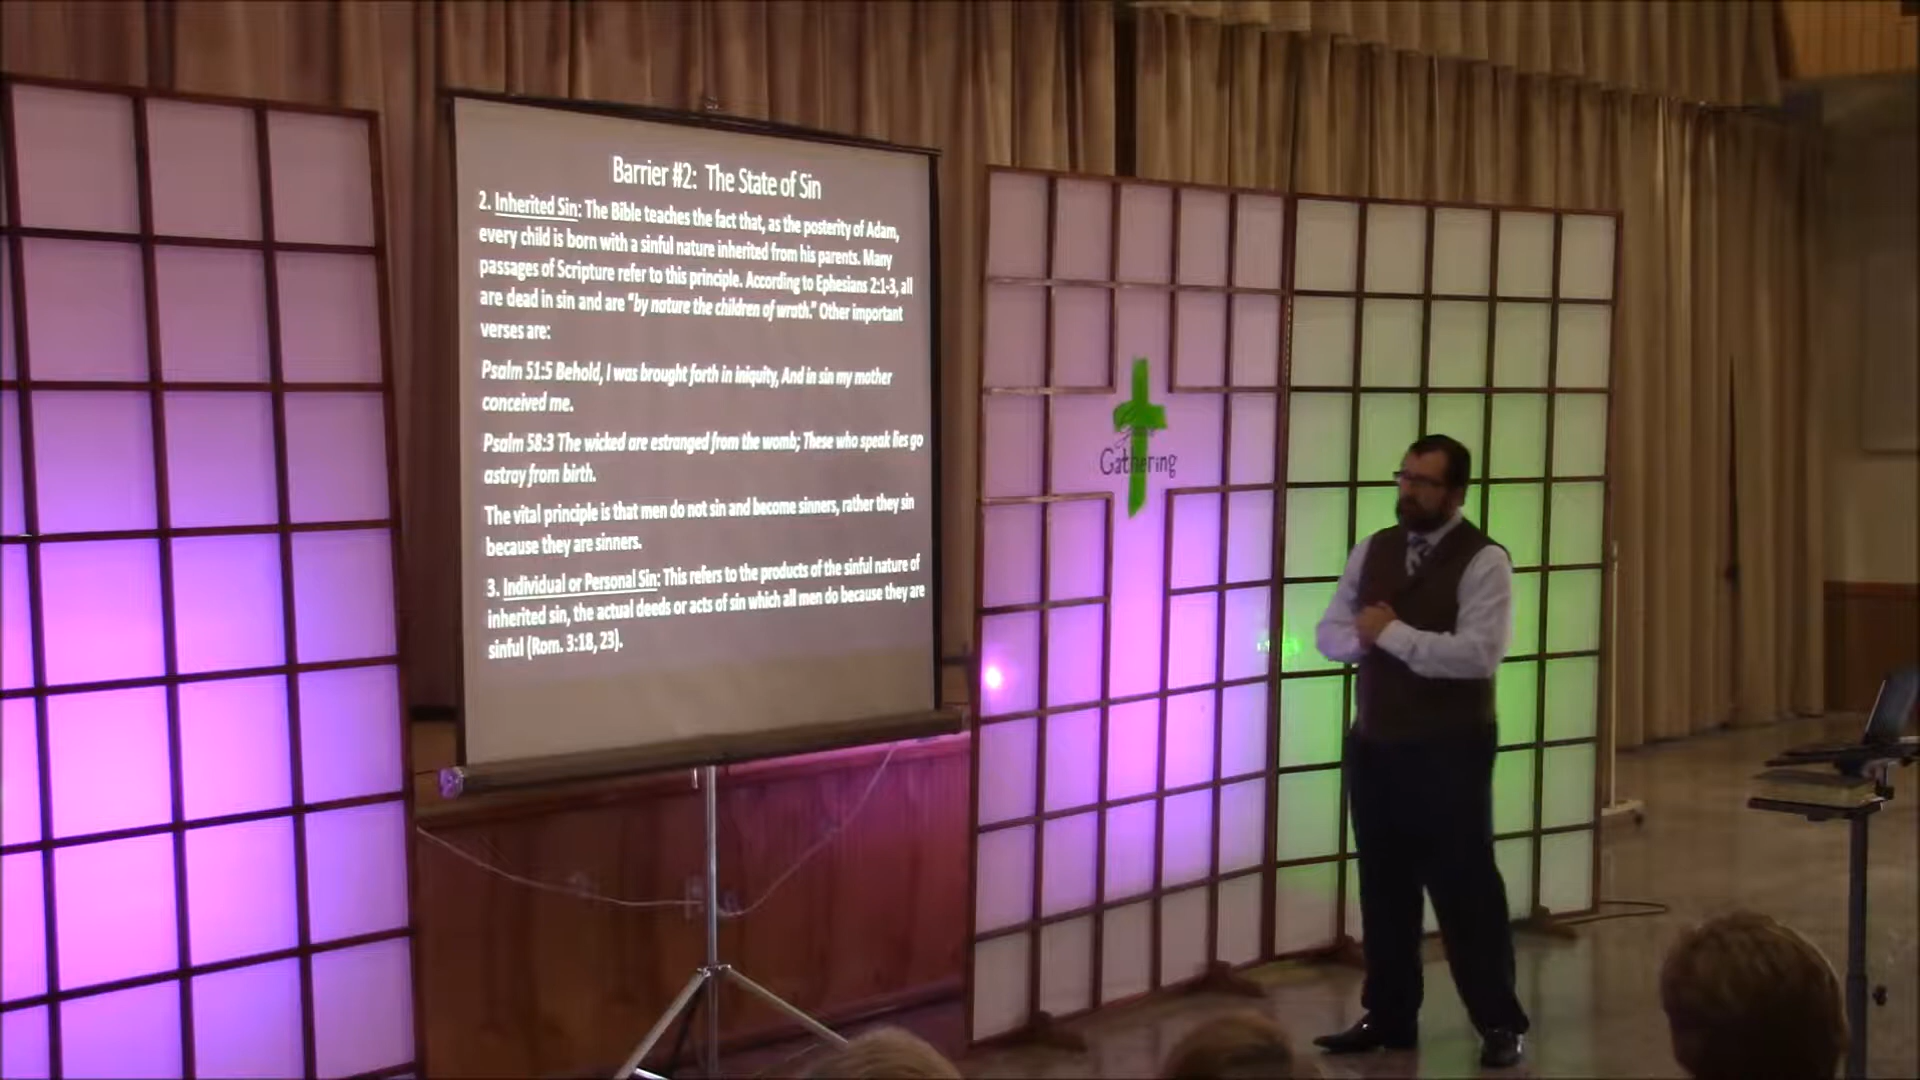 Barrier #2: The State of Sin
2. Inherited Sin: The Bible teaches the fact that, as the posterity of Adam,
every child is born with a sinful nature inherited from his parents. Many
passages of Scripture refer to this principle. According to Ephesians 2:1-3, all
are dead in sin and are "by nature the children of wrath." Other important
verses are:
Psalm 51:5 Behold, I was brought forth in iniquity, And in sin my mother
conceived me.
Psalm 58:3 The wicked are estranged from the womb; These who speak lies go
astray from birth.
The vital principle is that men do not sin and become sinners, rather they sin
because they are sinners.
3. Individual or Personal Sin: This refers to the products of the sinful nature of
inherited sin, the actual deeds or acts of sin which all men do because they are
sinful (Rom. 3:18, 23).
Gathering